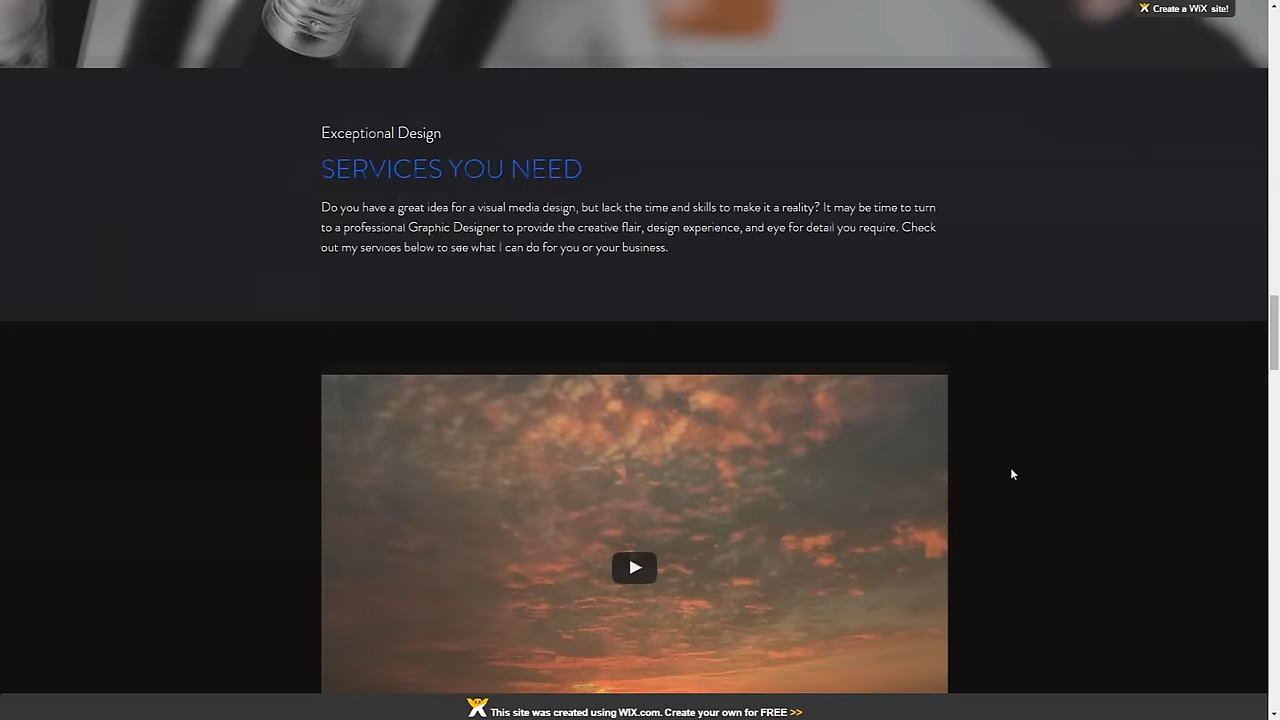 Create a WiX site!
Exceptional Design
SERVICES YOU NEED
Do you have a great idea for a visual media design, but lack the time and skills to make it a reality? It may be time to turn
to a professional Graphic Designer to provide the creative flair, design experience, and eye for detail you require. Check
out my services below to see what I can do for you or your business.
This site was created using WIX.com. Create your own for FREE >>